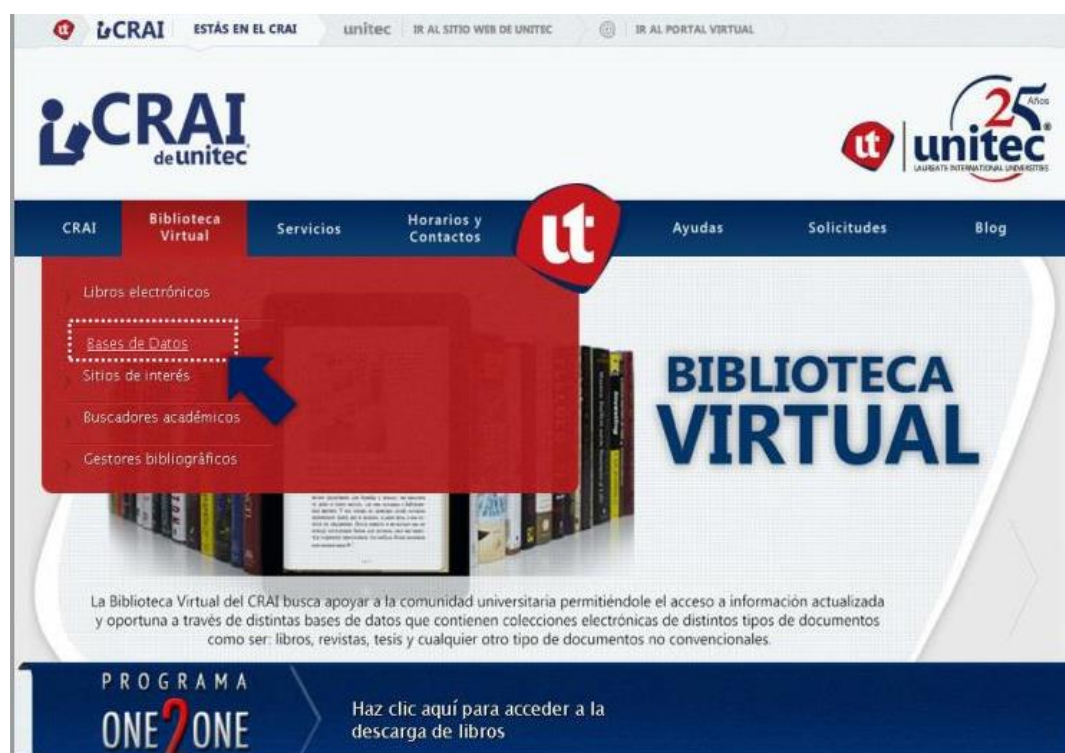 ut CRAI ESTÁS EN EL CRAI unitec IR AL SITIO WEB DE UNITEC @ IR AL PORTAL VIRTUAL
CRAI
de unitec
25 Años
ut unitec®
LAUREATE INTERNATIONAL UNIVERSITIES
CRAI
Biblioteca
Virtual
Servicios
Horarios y
Contactos
ut
Ayudas
Solicitudes
Blog
Libros electrónicos
Bases de Datos
Sitios de interés
Buscadores académicos
Gestores bibliográficos
BIBLIOTECA
VIRTUAL
La Biblioteca Virtual del CRAI busca apoyar a la comunidad universitaria permitiéndole el acceso a información actualizada
y oportuna a través de distintas bases de datos que contienen colecciones electrónicas de distintos tipos de documentos
como ser: libros, revistas, tesis y cualquier otro tipo de documentos no convencionales.
PROGRAMA
ONE2ONE
Haz clic aquí para acceder a la
descarga de libros